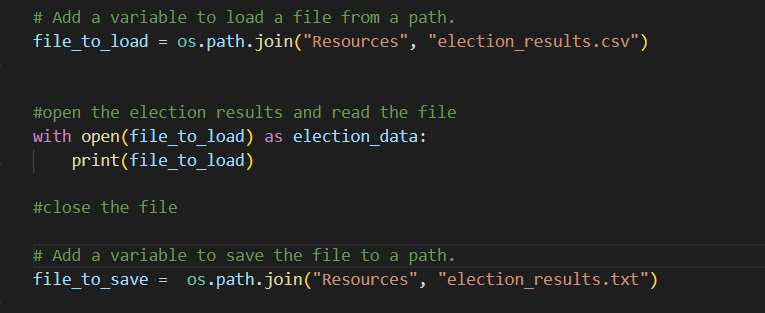 # Add a variable to load a file from a path.
file_to_load = os.path.join("Resources", "election_results.csv")
#open the election results and read the file
with open(file_to_load) as election_data:
    print(file_to_load)
#close the file
# Add a variable to save the file to a path.
file_to_save =  os.path.join("Resources", "election_results.txt")